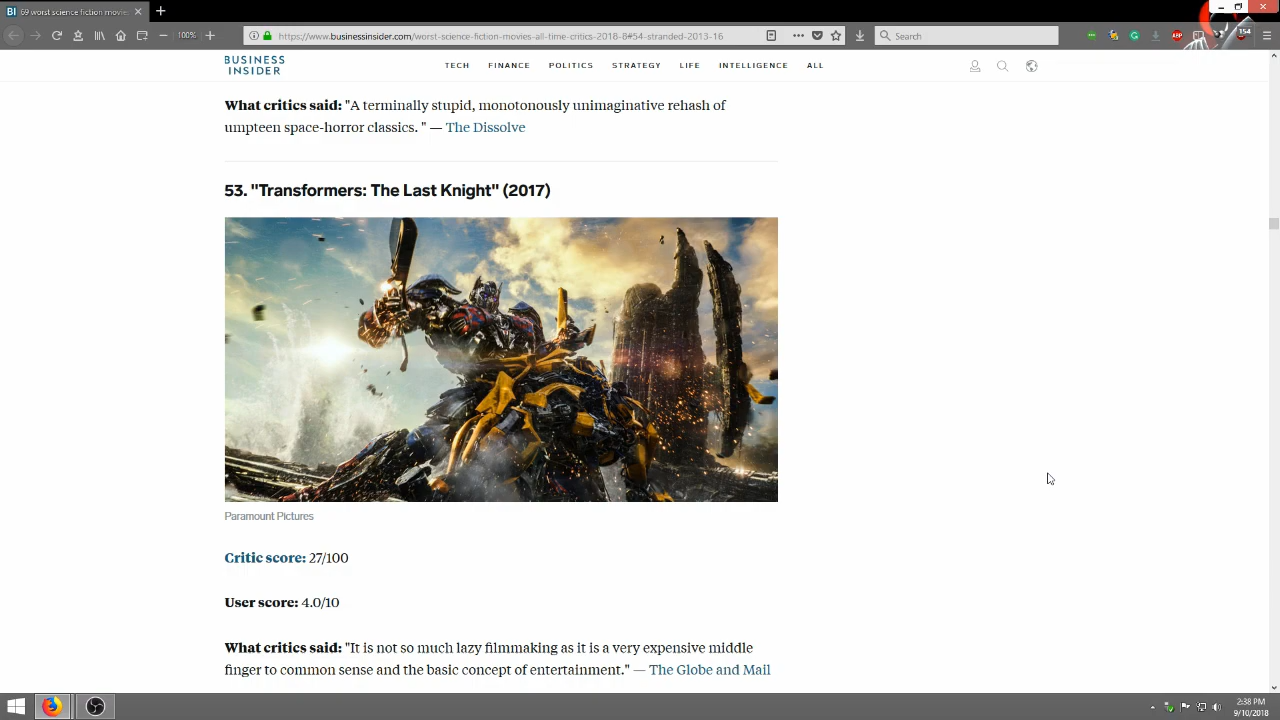 69 worst science fiction movie
100%
https://www.businessinsider.com/worst-science-fiction-movies-all-time-critics-2018-8#54-stranded-2013-16
Search
ABP
154
BUSINESS
INSIDER
TECH FINANCE POLITICS STRATEGY LIFE INTELLIGENCE ALL
What critics said: "A terminally stupid, monotonously unimaginative rehash of
umpteen space-horror classics. " — The Dissolve
53. "Transformers: The Last Knight" (2017)
Paramount Pictures
Critic score: 27/100
User score: 4.0/10
What critics said: "It is not so much lazy filmmaking as it is a very expensive middle
finger to common sense and the basic concept of entertainment." — The Globe and Mail
2:38 PM
9/10/2018